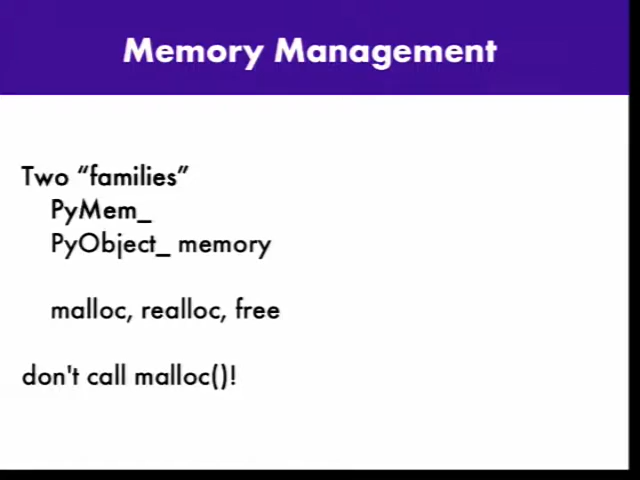 Memory Management
Two “families”
PyMem_
PyObject_ memory
malloc, realloc, free
don't call malloc()!